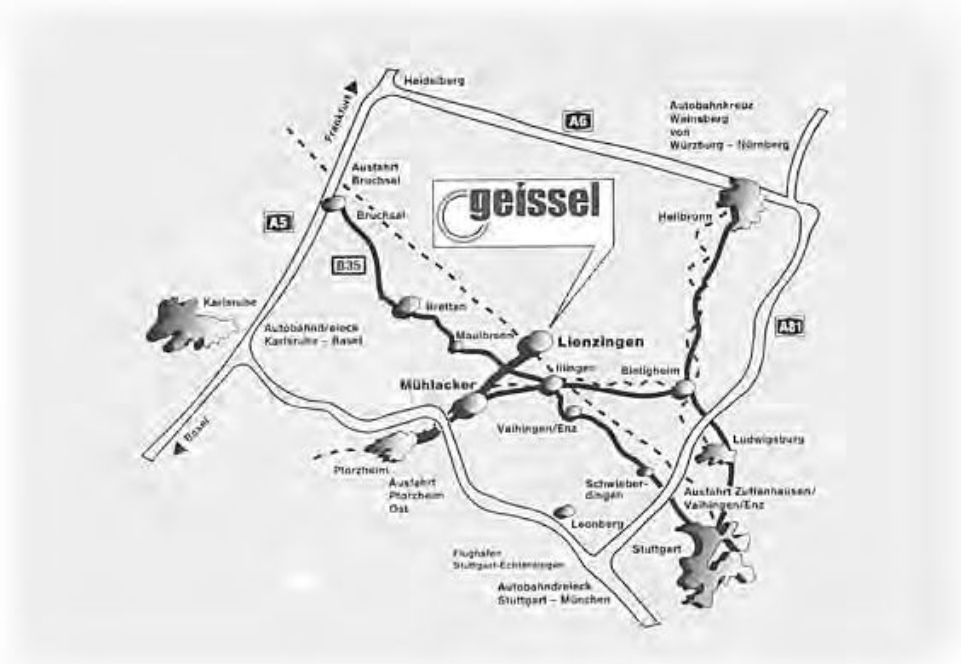 Heidelberg
Frankfurt
A6
Autobahnkreuz
Weinsberg
von
Würzburg – Nürnberg
Ausfahrt
Bruchsal
geissel
A5
Bruchsal
Heilbronn
B35
Karlsruhe
Bretten
Autobahndreieck
Karlsruhe – Basel
Maulbronn
Lienzingen
A81
Illingen
Bietigheim
Mühlacker
Basel
Vaihingen/Enz
Ludwigsburg
Pforzheim
Ausfahrt
Pforzheim
Ost
Schwieber-
dingen
Ausfahrt Zuffenhausen/
Vaihingen/Enz
Leonberg
Stuttgart
Flughafen
Stuttgart-Echterdingen
Autobahndreieck
Stuttgart – München